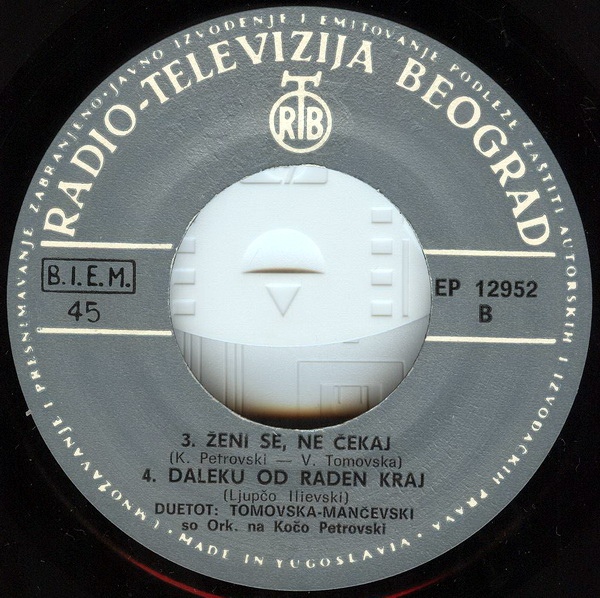 UMNOŽAVANJE I PRESNIMAVANJE ZABRANJENO • JAVNO IZVOĐENJE I EMITOVANJE PODLEŽE ZAŠTITI AUTORSKIH I IZVOĐAČKIH PRAVA •
RADIO-TELEVIZIJA BEOGRAD
RTB
B.I.E.M.
45
EP 12952
B
3. ŽENI SE, NE ČEKAJ
(K. Petrovski — V. Tomovska)
4. DALEKU OD RADEN KRAJ
(Ljupčo Ilievski)
DUETOT: TOMOVSKA-MANČEVSKI
so Ork. na Kočo Petrovski
MADE IN YUGOSLAVIA